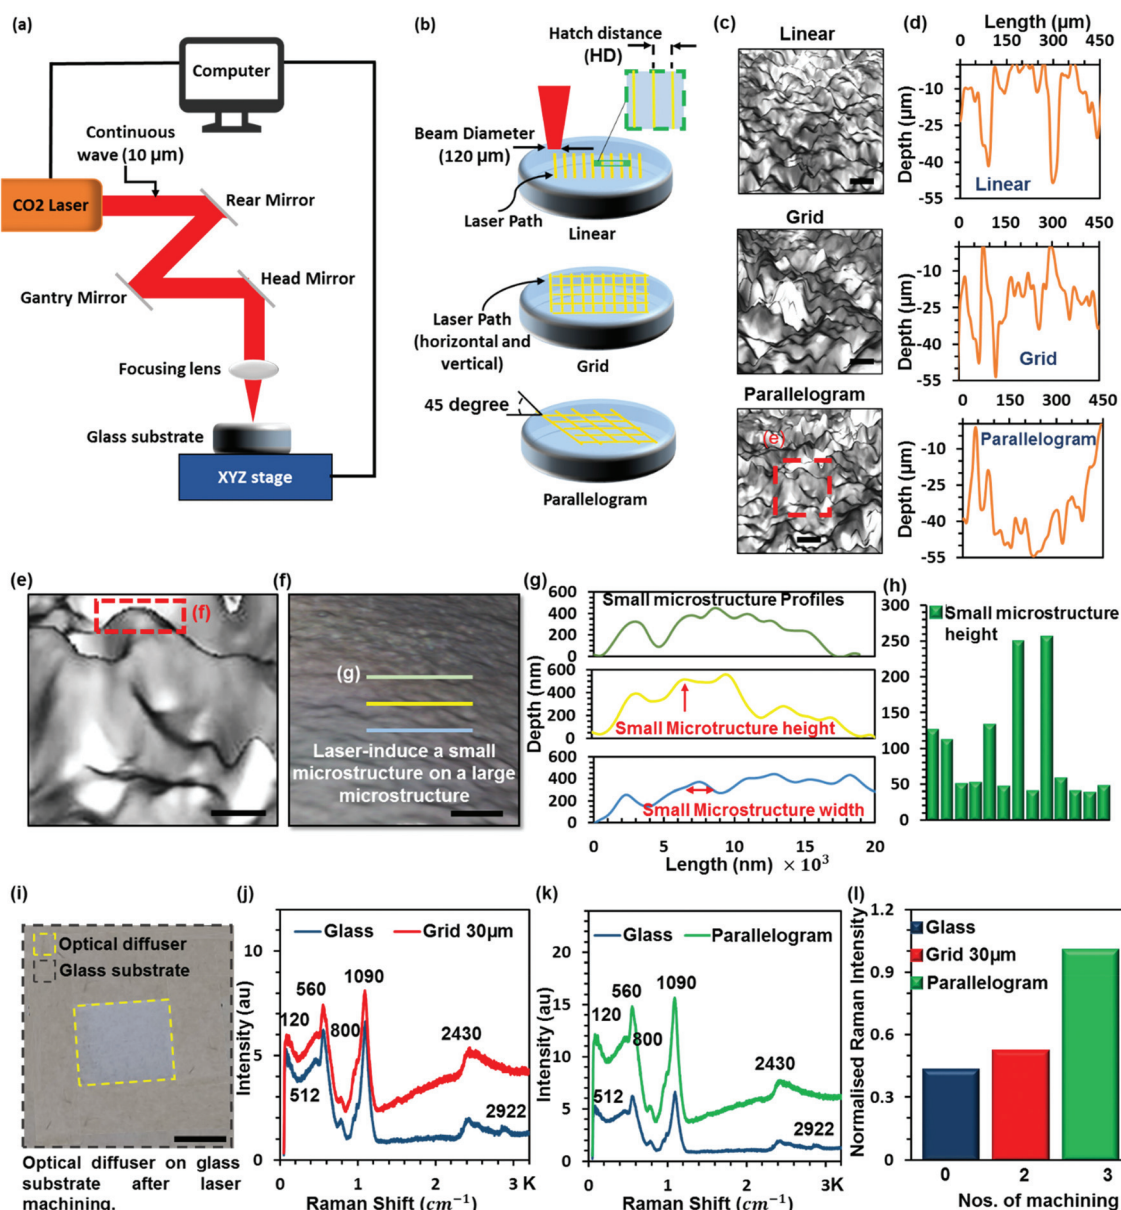 (a)
Computer
Continuous
wave (10 µm)
CO2 Laser
Rear Mirror
Gantry Mirror
Head Mirror
Focusing lens
Glass substrate
XYZ stage
(b)
Hatch distance
(HD)
Beam Diameter
(120 µm)
Laser Path
Linear
Laser Path
(horizontal and
vertical)
Grid
45 degree
Parallelogram
(c)
Linear
Grid
Parallelogram
(e)
(d)
Length (µm)
0 150 300 450
Depth (µm)
-10
-25
-40
-55
Linear
0 150 300 450
Depth (µm)
-10
-25
-40
-55
Grid
0 150 300 450
Depth (µm)
-10
-25
-40
-55
Parallelogram
(e)
(f)
(f)
(g)
Laser-induce a small
microstructure on a large
microstructure
(g)
Depth (nm)
600
400
200
0
Small microstructure Profiles
600
400
200
0
Small Microtructure height
600
400
200
0
Small Microstructure width
0 5 10 15 20
Length (nm) × 10³
(h)
300
250
200
150
100
50
0
Small microstructure
height
(i)
Optical diffuser
Glass substrate
Optical diffuser on glass
substrate after laser
machining.
(j)
Intensity (au)
10
5
0
Glass
Grid 30µm
120
560
512
800
1090
2430
2922
0 1 2 3 K
Raman Shift (cm⁻¹)
(k)
Intensity (au)
20
15
10
5
0
Glass
Parallelogram
120
560
512
800
1090
2430
2922
0 1 2 3K
Raman Shift (cm⁻¹)
(l)
Normalised Raman Intensity
1.2
0.9
0.6
0.3
0
Glass
Grid 30µm
Parallelogram
0 2 3
Nos. of machining